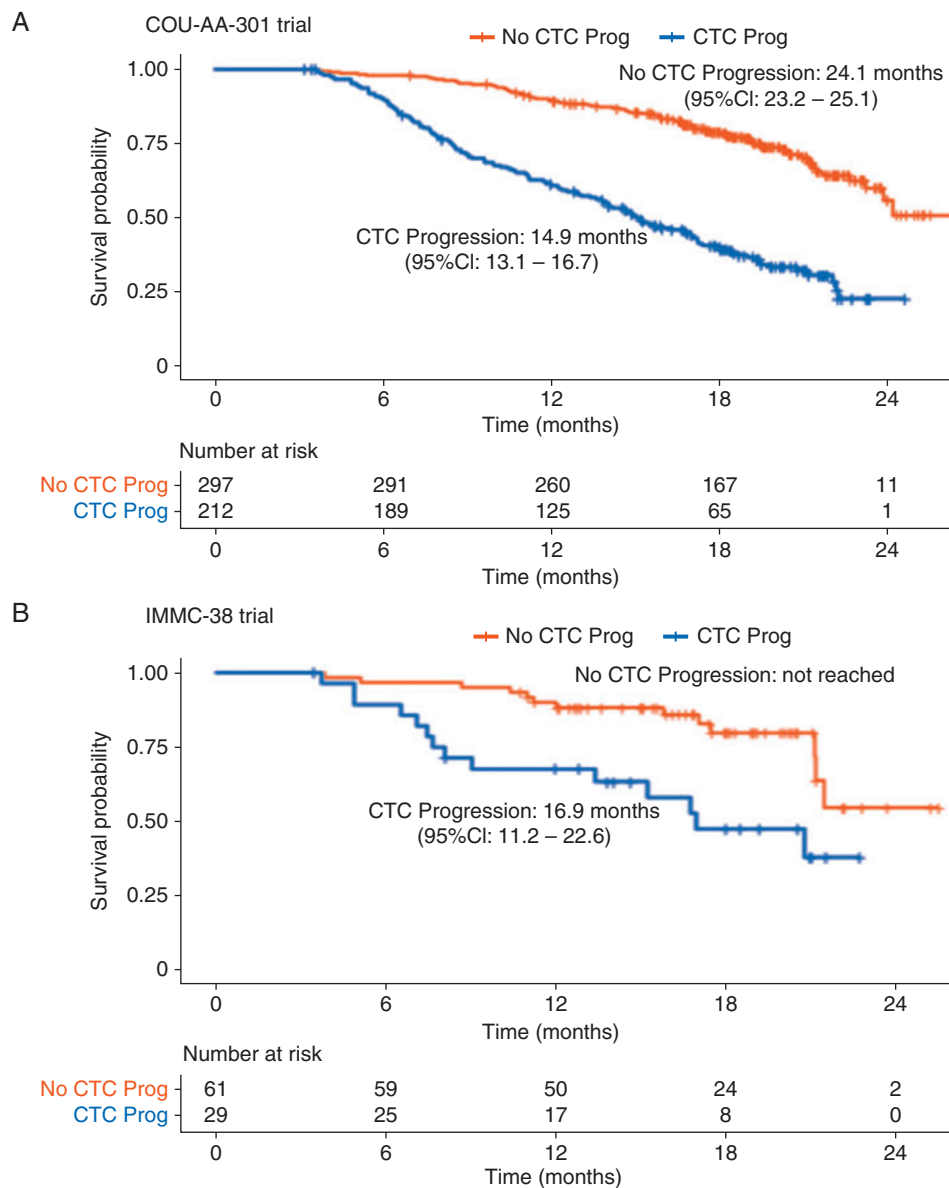 A
COU-AA-301 trial
No CTC Prog CTC Prog
No CTC Progression: 24.1 months
(95%CI: 23.2 – 25.1)
1.00
0.75
0.50
0.25
0
Survival probability
CTC Progression: 14.9 months
(95%CI: 13.1 – 16.7)
0 6 12 18 24
Time (months)
Number at risk
No CTC Prog 297 291 260 167 11
CTC Prog 212 189 125 65 1
0 6 12 18 24
Time (months)
B
IMMC-38 trial
No CTC Prog CTC Prog
No CTC Progression: not reached
1.00
0.75
0.50
0.25
0
Survival probability
CTC Progression: 16.9 months
(95%CI: 11.2 – 22.6)
0 6 12 18 24
Time (months)
Number at risk
No CTC Prog 61 59 50 24 2
CTC Prog 29 25 17 8 0
0 6 12 18 24
Time (months)